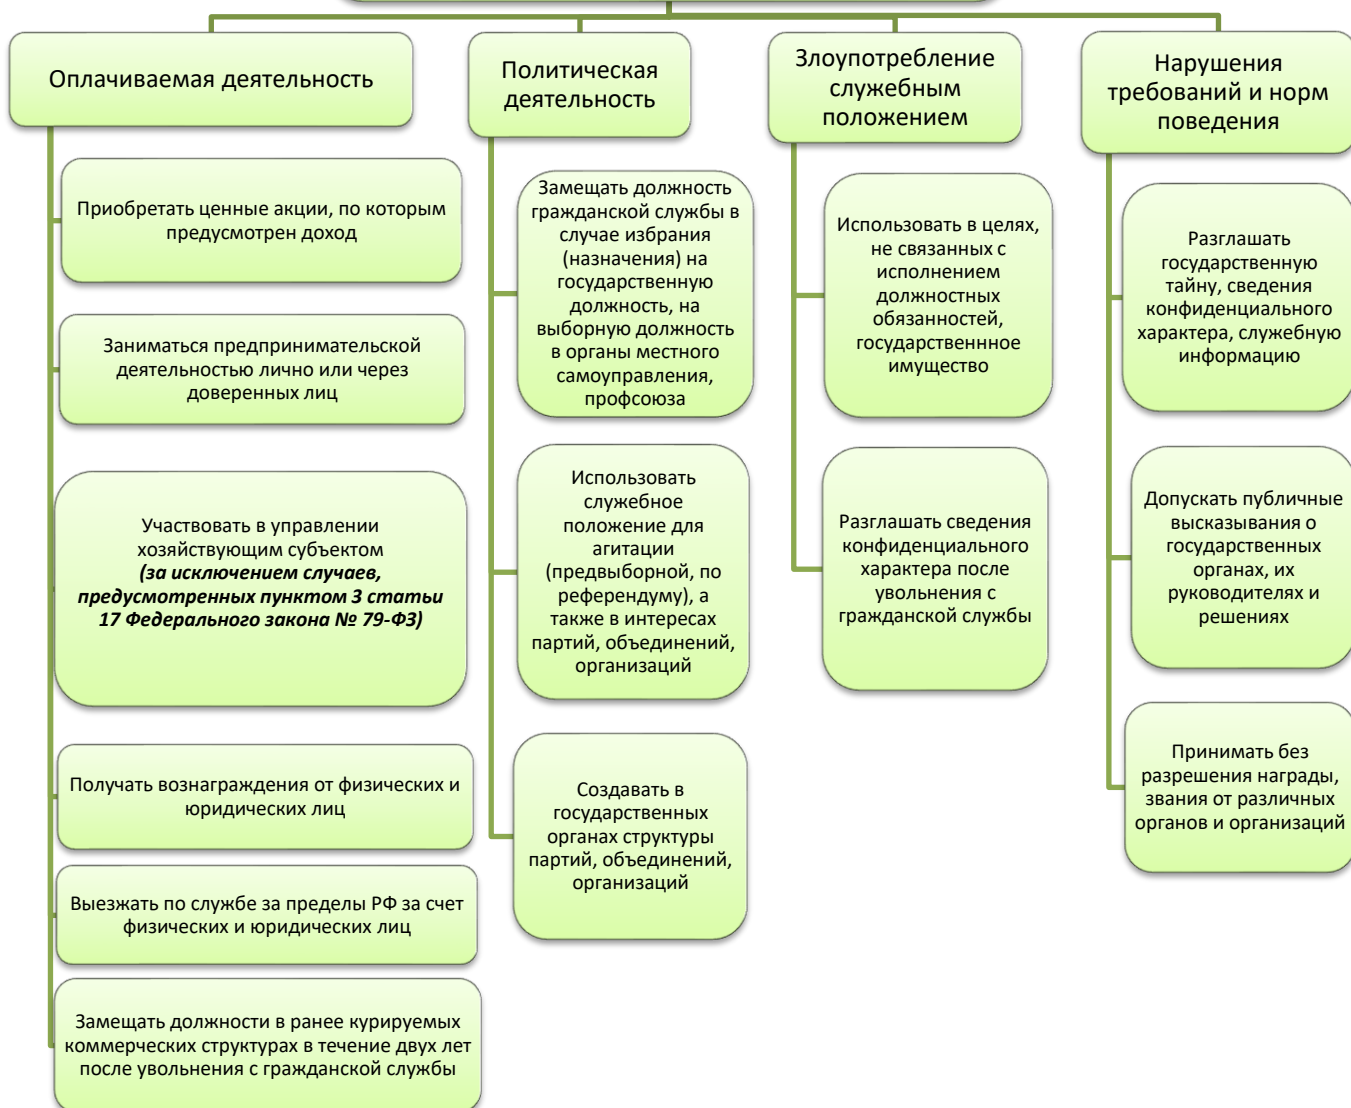 Оплачиваемая деятельность
Приобретать ценные акции, по которым
предусмотрен доход
Заниматься предпринимательской
деятельностью лично или через
доверенных лиц
Участвовать в управлении
хозяйствующим субъектом
(за исключением случаев,
предусмотренных пунктом 3 статьи
17 Федерального закона № 79-ФЗ)
Получать вознаграждения от физических и
юридических лиц
Выезжать по службе за пределы РФ за счет
физических и юридических лиц
Замещать должности в ранее курируемых
коммерческих структурах в течение двух лет
после увольнения с гражданской службы
Политическая
деятельность
Замещать должность
гражданской службы в
случае избрания
(назначения) на
государственную
должность, на
выборную должность
в органы местного
самоуправления,
профсоюза
Использовать
служебное
положение для
агитации
(предвыборной, по
референдуму), а
также в интересах
партий, объединений,
организаций
Создавать в
государственных
органах структуры
партий, объединений,
организаций
Злоупотребление
служебным
положением
Использовать в целях,
не связанных с
исполнением
должностных
обязанностей,
государственнное
имущество
Разглашать сведения
конфиденциального
характера после
увольнения с
гражданской службы
Нарушения
требований и норм
поведения
Разглашать
государственную
тайну, сведения
конфиденциального
характера, служебную
информацию
Допускать публичные
высказывания о
государственных
органах, их
руководителях и
решениях
Принимать без
разрешения награды,
звания от различных
органов и организаций